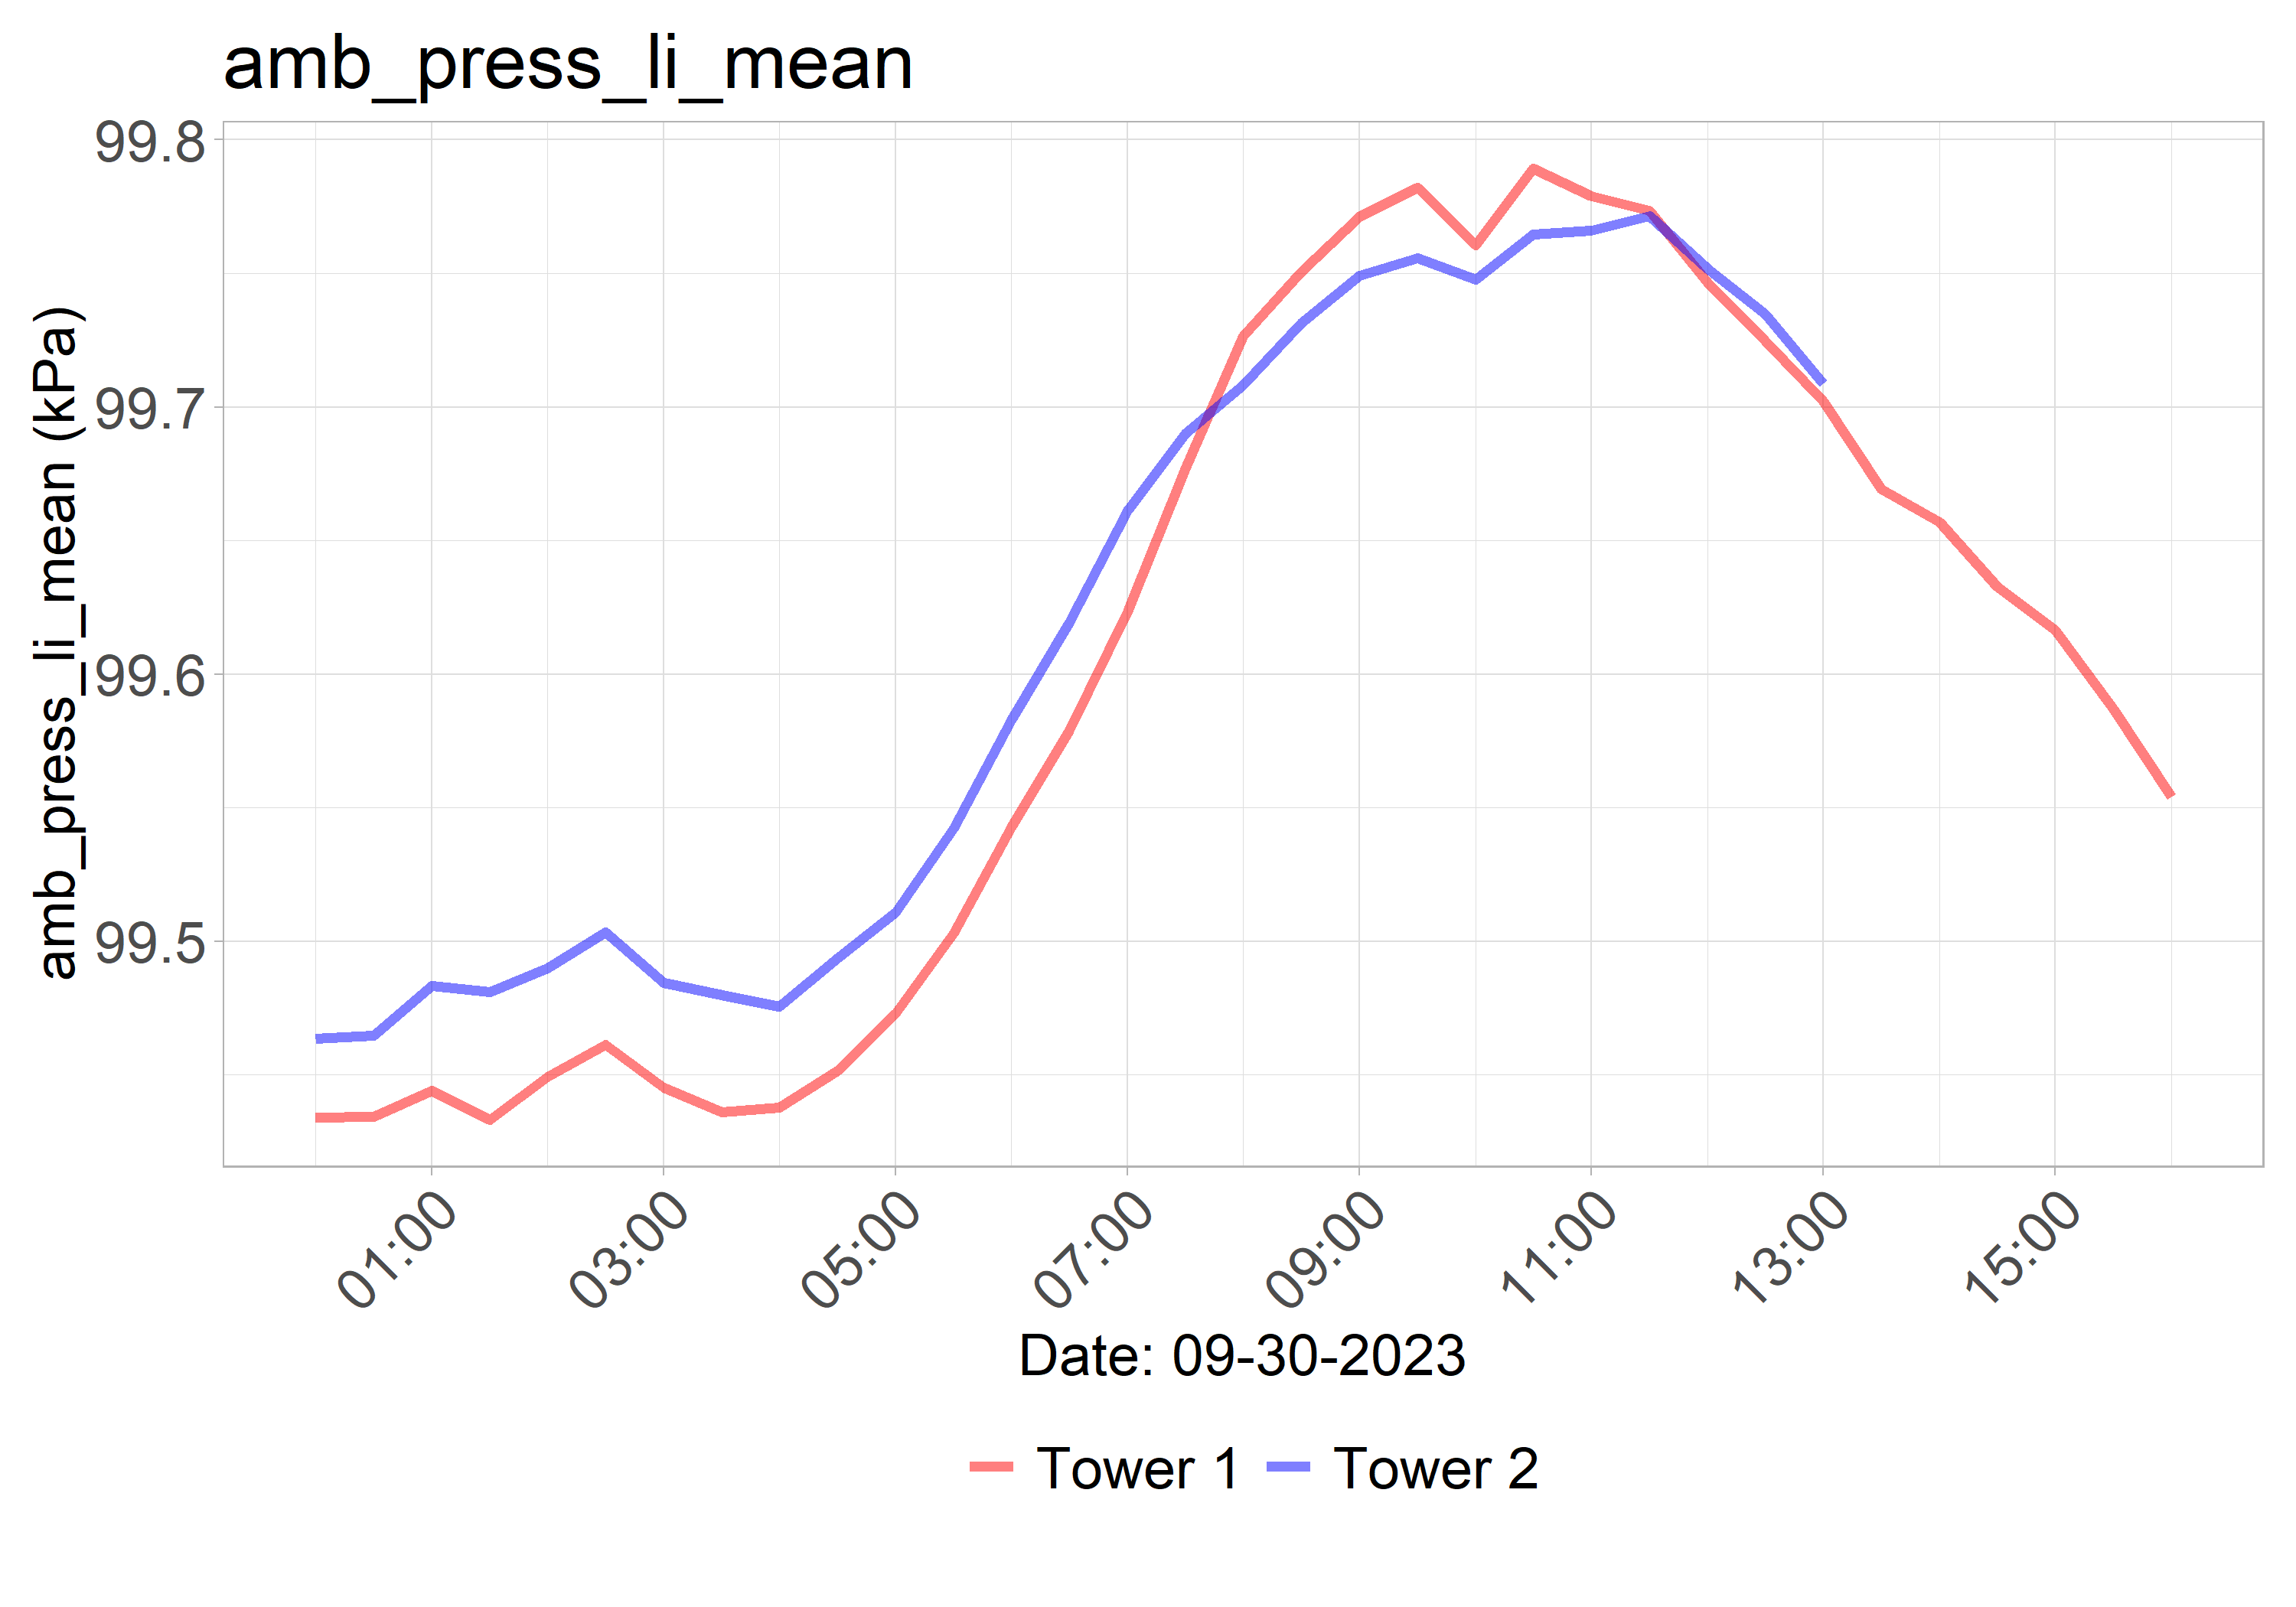 amb_press_li_mean
amb_press_li_mean (kPa)
99.8
99.7
99.6
99.5
01:00
03:00
05:00
07:00
09:00
11:00
13:00
15:00
Date: 09-30-2023
Tower 1
Tower 2